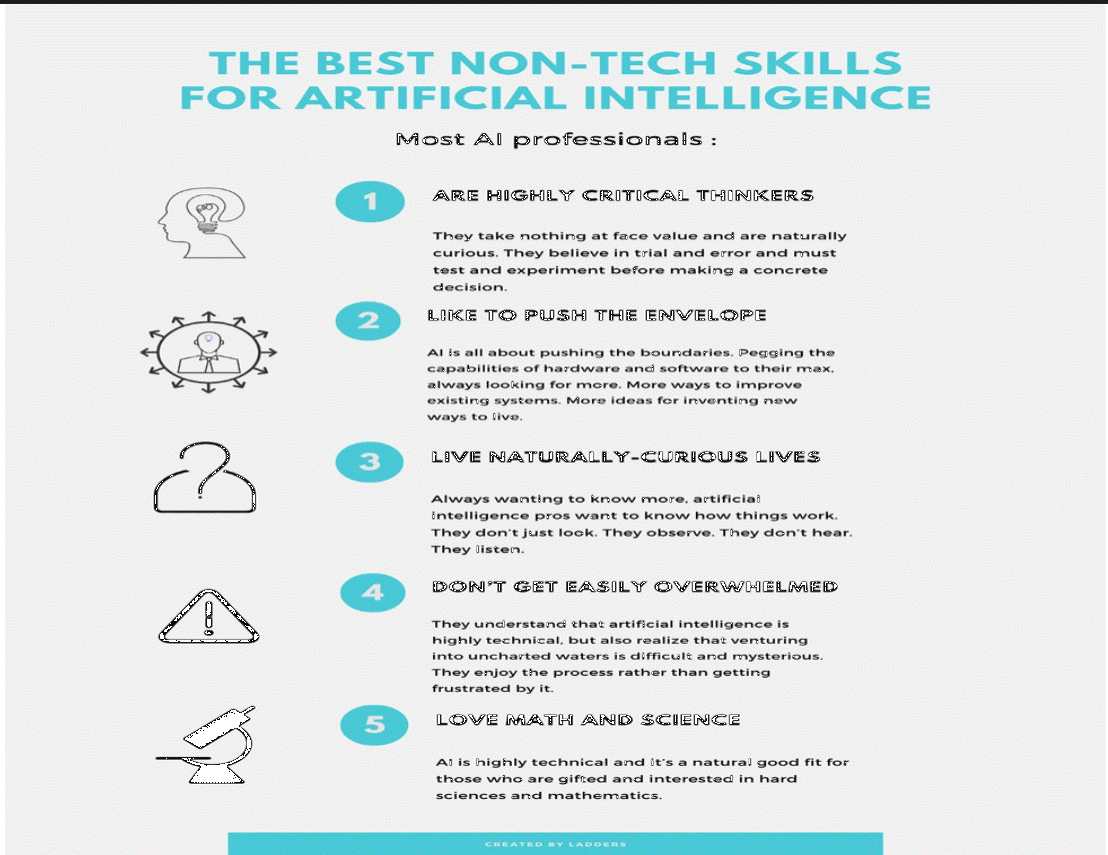 THE BEST NON-TECH SKILLS
FOR ARTIFICIAL INTELLIGENCE
Most AI professionals :
1
ARE HIGHLY CRITICAL THINKERS
They take nothing at face value and are naturally
curious. They believe in trial and error and must
test and experiment before making a concrete
decision.
2
LIKE TO PUSH THE ENVELOPE
AI is all about pushing the boundaries. Pegging the
capabilities of hardware and software to their max.
always looking for more. More ways to improve
existing systems. More ideas for inventing new
ways to live.
3
LIVE NATURALLY-CURIOUS LIVES
Always wanting to know more, artificial
intelligence pros want to know how things work.
They don't just look. They observe. They don't hear.
They listen.
4
DON'T GET EASILY OVERWHELMED
They understand that artificial intelligence is
highly technical, but also realize that venturing
into uncharted waters is difficult and mysterious.
They enjoy the process rather than getting
frustrated by it.
5
LOVE MATH AND SCIENCE
AI is highly technical and it's a natural good fit for
those who are gifted and interested in hard
sciences and mathematics.
CREATED BY LADDERS